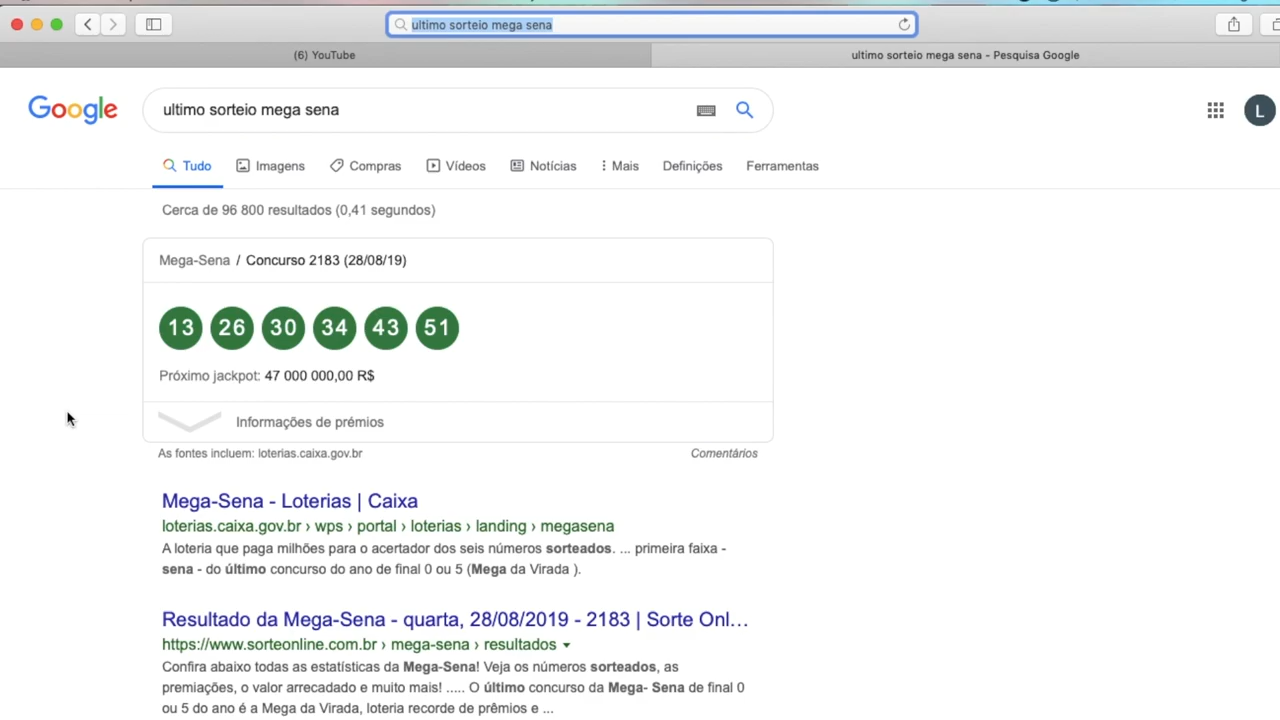 ultimo sorteio mega sena
(6) YouTube
ultimo sorteio mega sena - Pesquisa Google
Google
ultimo sorteio mega sena
L
Tudo
Imagens
Compras
Vídeos
Notícias
Mais
Definições
Ferramentas
Cerca de 96 800 resultados (0,41 segundos)
Mega-Sena / Concurso 2183 (28/08/19)
13 26 30 34 43 51
Próximo jackpot: 47 000 000,00 R$
Informações de prémios
As fontes incluem: loterias.caixa.gov.br
Comentários
Mega-Sena - Loterias | Caixa
loterias.caixa.gov.br › wps › portal › loterias › landing › megasena
A loteria que paga milhões para o acertador dos seis números sorteados. ... primeira faixa -
sena - do último concurso do ano de final 0 ou 5 (Mega da Virada ).
Resultado da Mega-Sena - quarta, 28/08/2019 - 2183 | Sorte Onl...
https://www.sorteonline.com.br › mega-sena › resultados
Confira abaixo todas as estatísticas da Mega-Sena! Veja os números sorteados, as
premiações, o valor arrecadado e muito mais! ..... O último concurso da Mega- Sena de final 0
ou 5 do ano é a Mega da Virada, loteria recorde de prêmios e ...